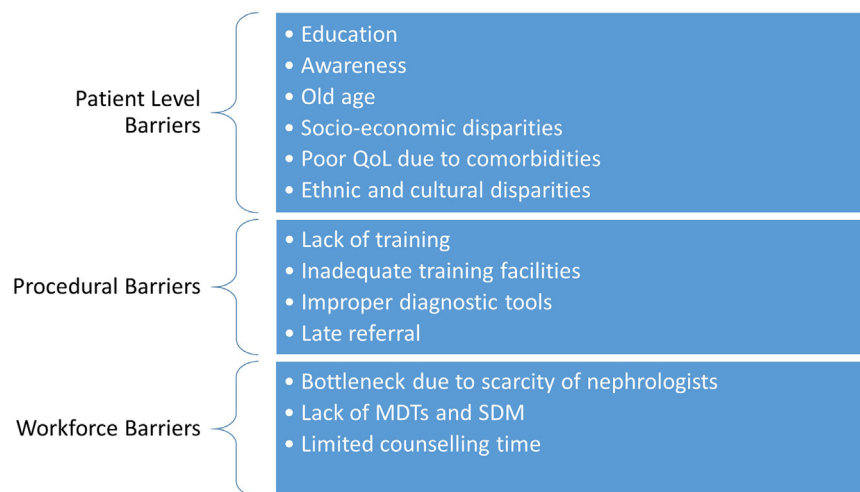 Patient Level
Barriers
• Education
• Awareness
• Old age
• Socio-economic disparities
• Poor QoL due to comorbidities
• Ethnic and cultural disparities
Procedural Barriers
• Lack of training
• Inadequate training facilities
• Improper diagnostic tools
• Late referral
Workforce Barriers
• Bottleneck due to scarcity of nephrologists
• Lack of MDTs and SDM
• Limited counselling time